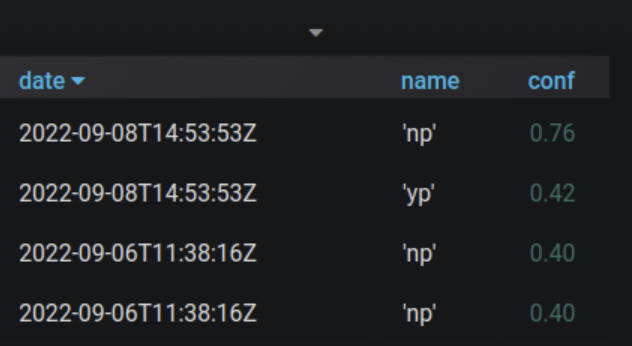 date name conf
2022-09-08T14:53:53Z 'np' 0.76
2022-09-08T14:53:53Z 'yp' 0.42
2022-09-06T11:38:16Z 'np' 0.40
2022-09-06T11:38:16Z 'np' 0.40